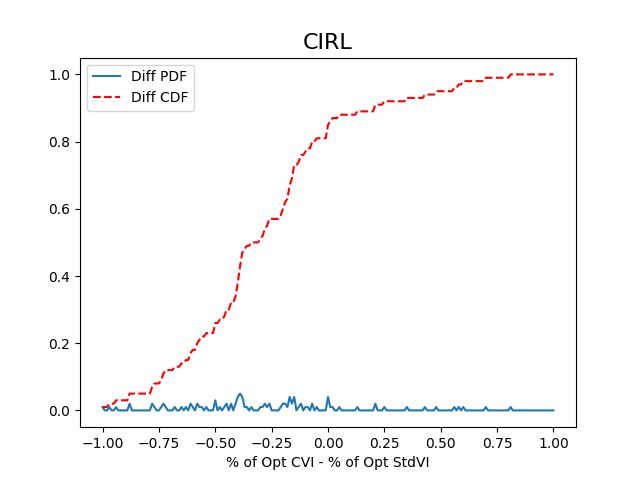 CIRL
Diff PDF
Diff CDF
1.0
0.8
0.6
0.4
0.2
0.0
−1.00 −0.75 −0.50 −0.25 0.00 0.25 0.50 0.75 1.00
% of Opt CVI - % of Opt StdVI